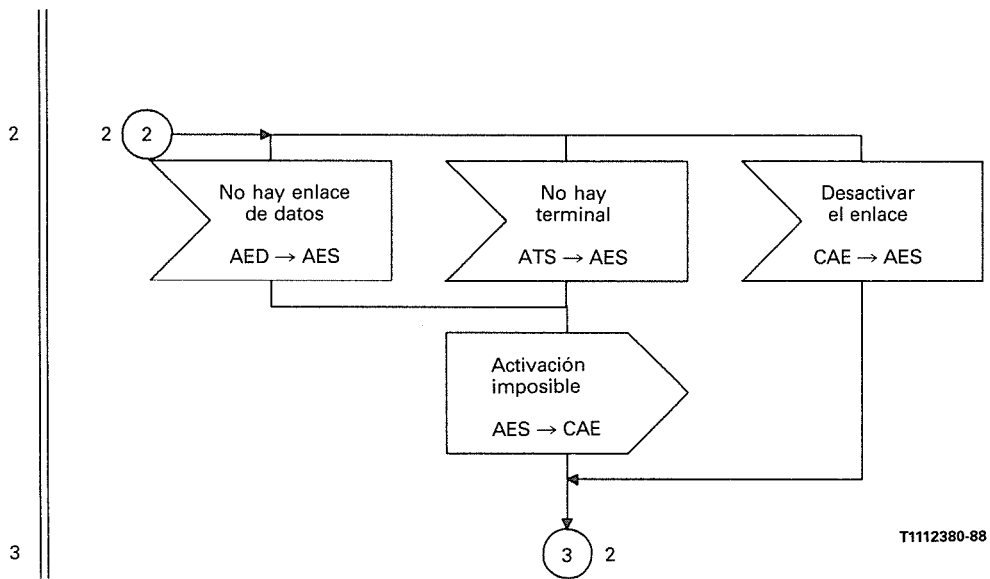 2
2
2
No hay enlace
de datos
AED → AES
No hay
terminal
ATS → AES
Desactivar
el enlace
CAE → AES
Activación
imposible
AES → CAE
T1112380-88
3
3
2